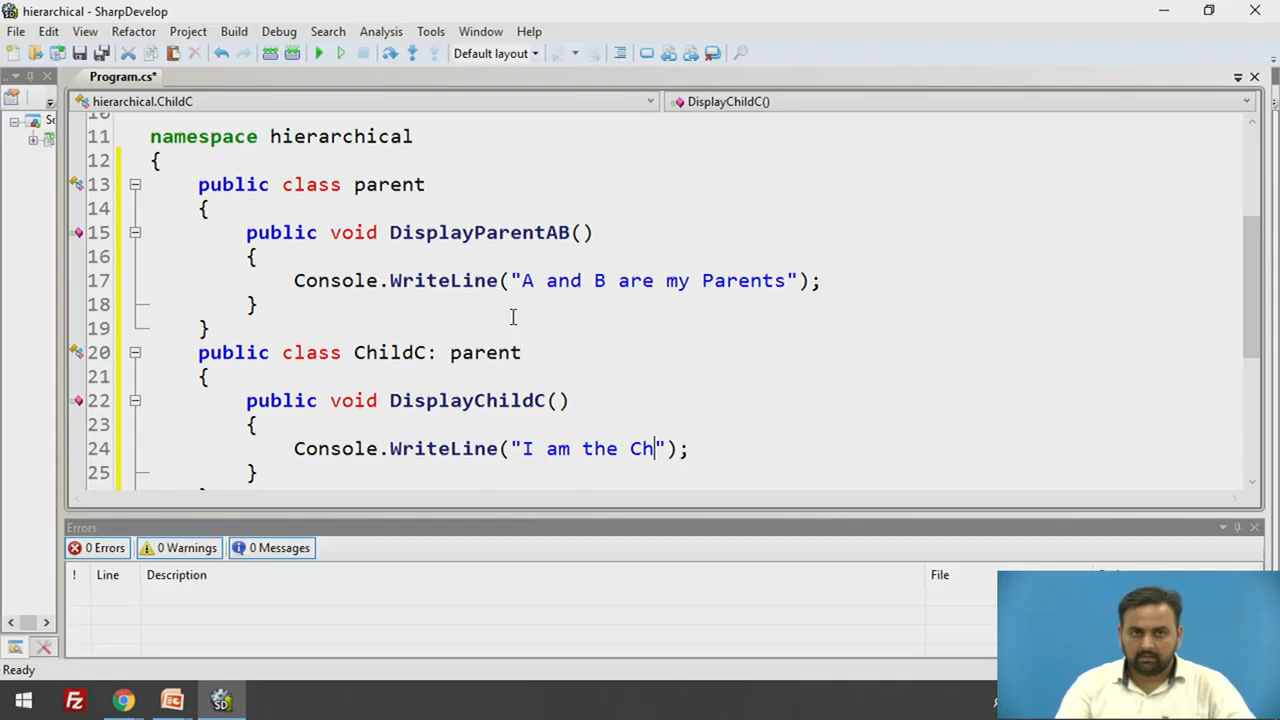 hierarchical - SharpDevelop
File Edit View Refactor Project Build Debug Search Analysis Tools Window Help
Default layout
Program.cs*
hierarchical.ChildC DisplayChildC()
11 namespace hierarchical
12 {
13 public class parent
14 {
15 public void DisplayParentAB()
16 {
17 Console.WriteLine("A and B are my Parents");
18 }
19 }
20 public class ChildC: parent
21 {
22 public void DisplayChildC()
23 {
24 Console.WriteLine("I am the Ch");
25 }
Errors
0 Errors 0 Warnings 0 Messages
! Line Description File
Ready